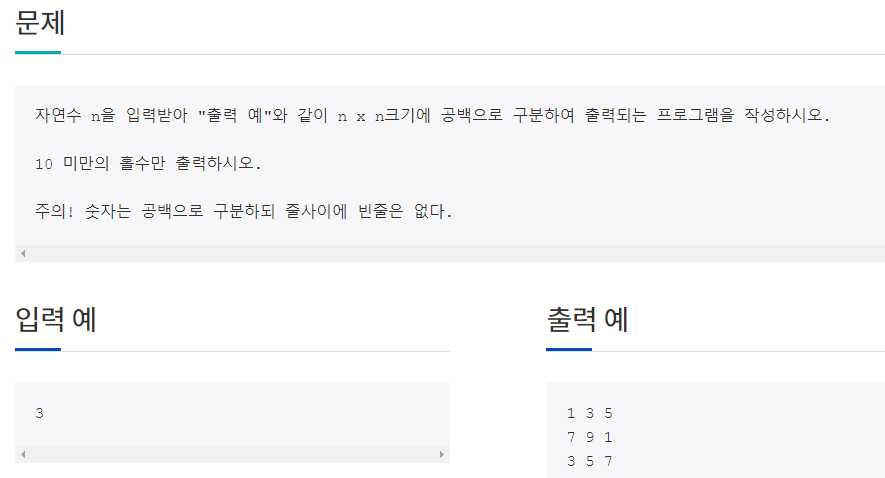 문제
자연수 n을 입력받아 "출력 예"와 같이 n x n크기에 공백으로 구분하여 출력되는 프로그램을 작성하시오.
10 미만의 홀수만 출력하시오.
주의! 숫자는 공백으로 구분하되 줄사이에 빈줄은 없다.
입력 예
3
출력 예
1 3 5
7 9 1
3 5 7